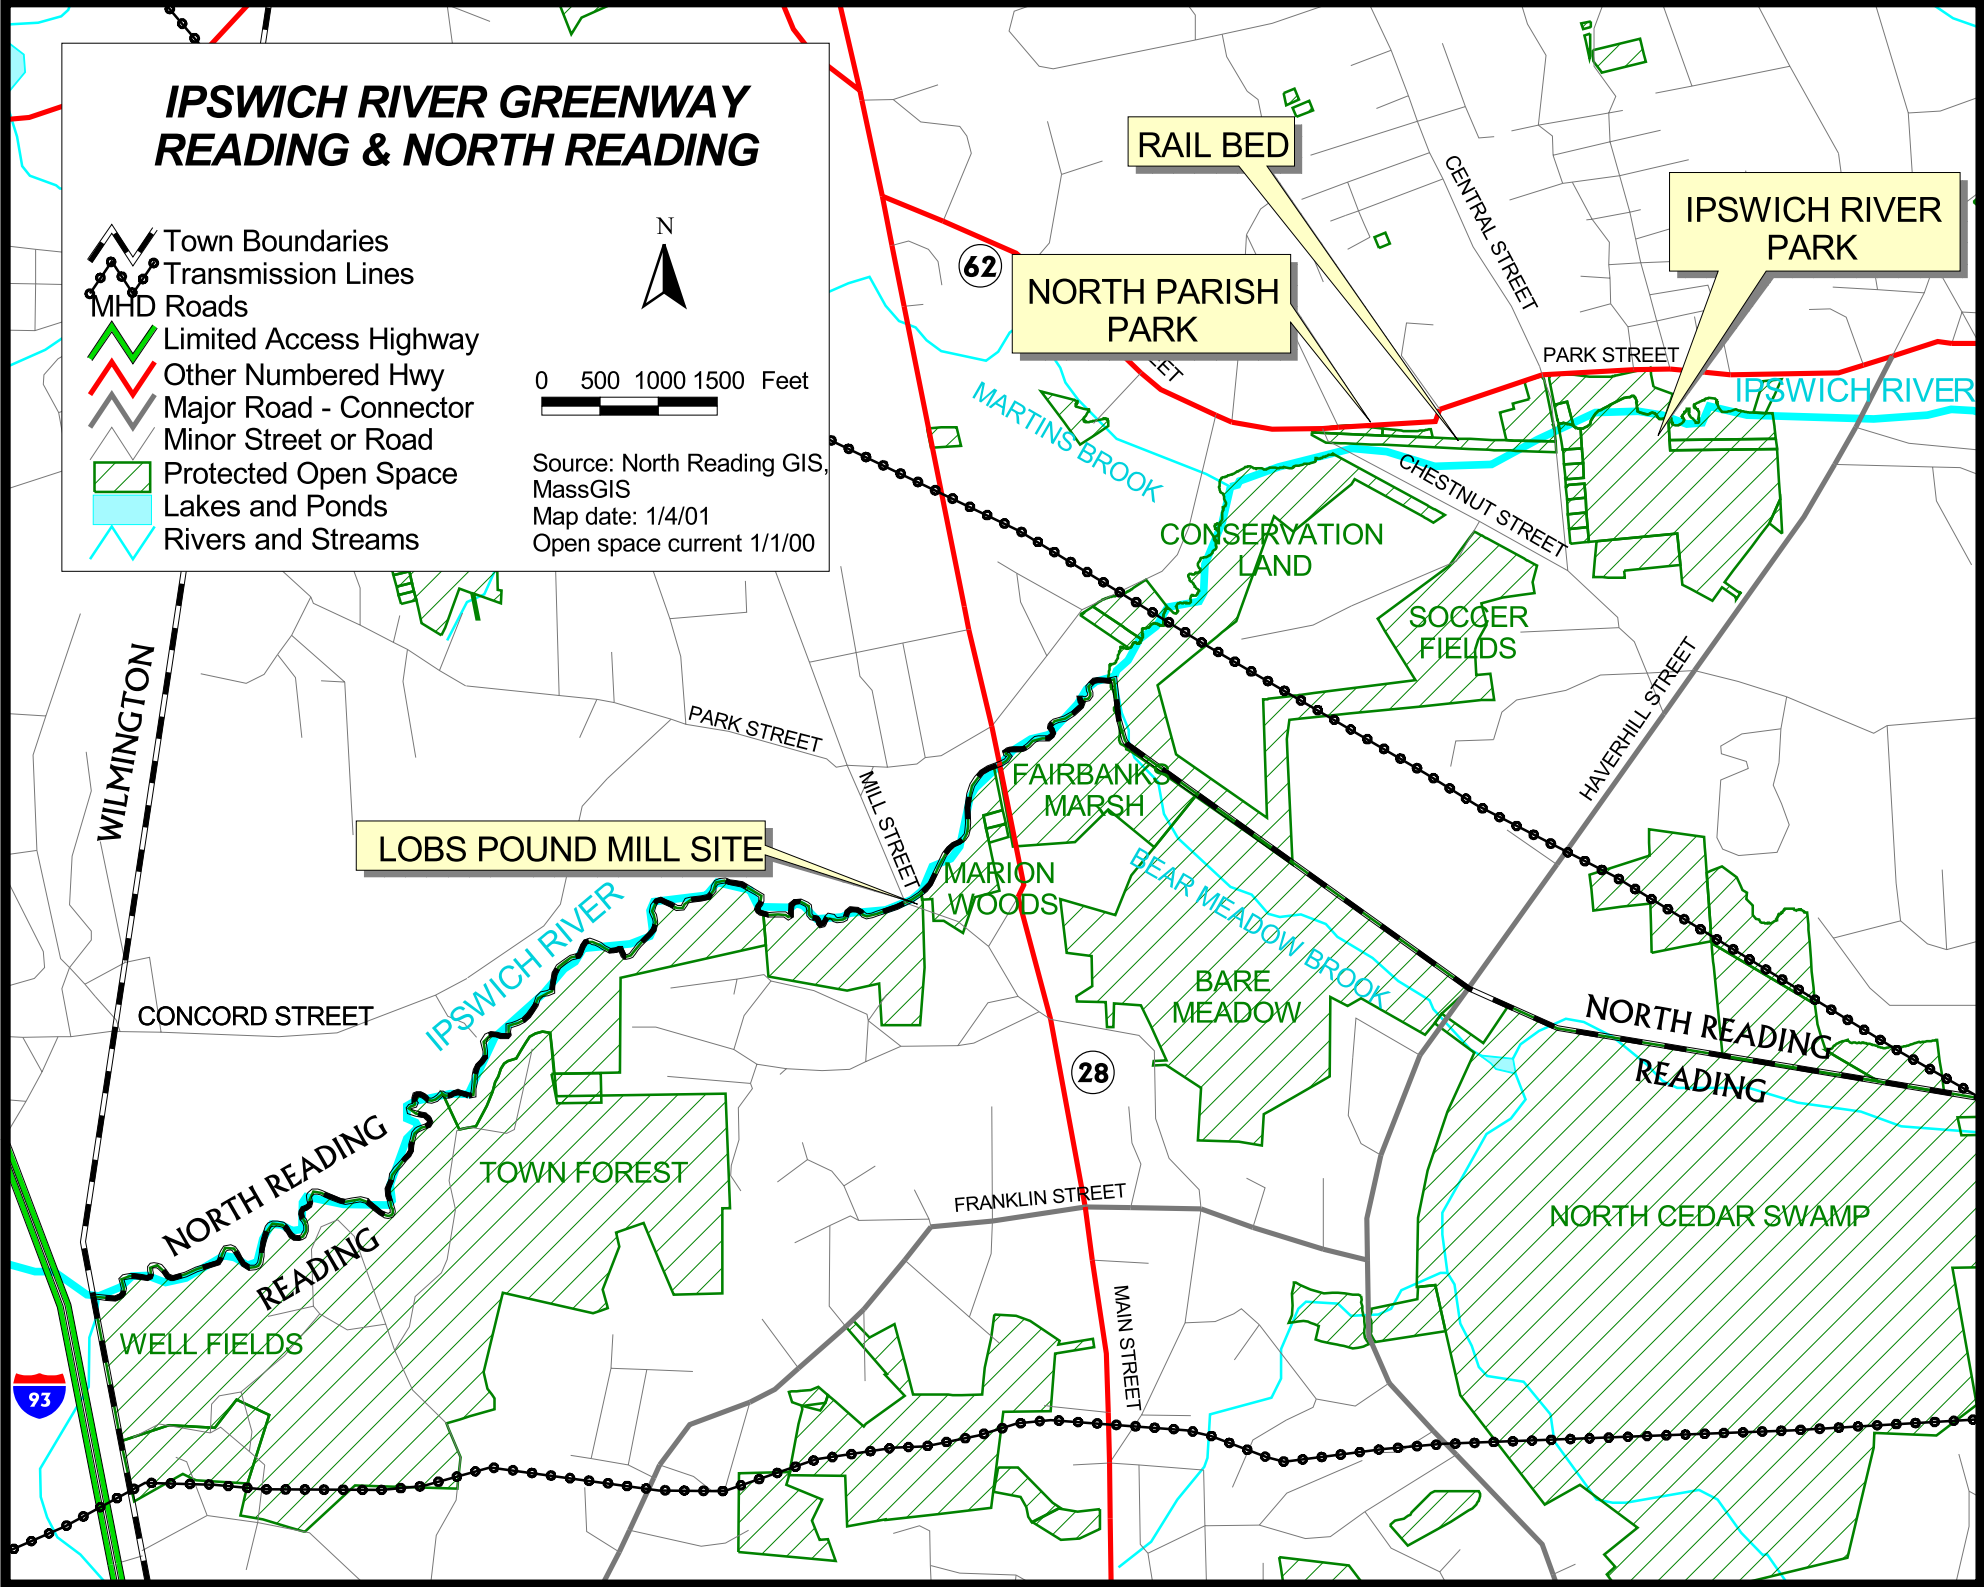 IPSWICH RIVER GREENWAY
READING & NORTH READING
Town Boundaries
Transmission Lines
MHD Roads
Limited Access Highway
Other Numbered Hwy
Major Road - Connector
Minor Street or Road
Protected Open Space
Lakes and Ponds
Rivers and Streams
N
0 500 1000 1500 Feet
Source: North Reading GIS,
MassGIS
Map date: 1/4/01
Open space current 1/1/00
RAIL BED
IPSWICH RIVER
PARK
NORTH PARISH
PARK
62
CENTRAL STREET
EET
PARK STREET
IPSWICH RIVER
MARTINS BROOK
CHESTNUT STREET
CONSERVATION
LAND
SOCCER
FIELDS
HAVERHILL STREET
WILMINGTON
PARK STREET
MILL STREET
FAIRBANKS
MARSH
LOBS POUND MILL SITE
MARION
WOODS
BEAR MEADOW BROOK
IPSWICH RIVER
BARE
MEADOW
CONCORD STREET
NORTH READING
READING
28
NORTH READING
READING
TOWN FOREST
FRANKLIN STREET
NORTH CEDAR SWAMP
MAIN STREET
WELL FIELDS
93